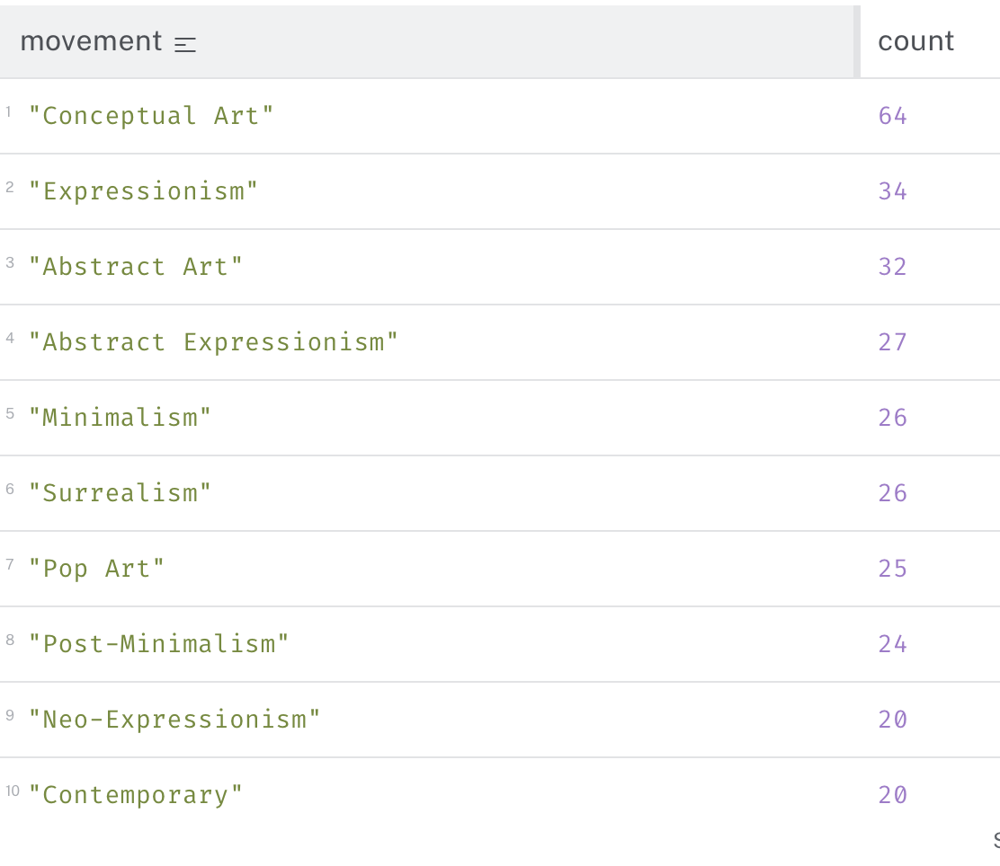 movement count
1 "Conceptual Art" 64
2 "Expressionism" 34
3 "Abstract Art" 32
4 "Abstract Expressionism" 27
5 "Minimalism" 26
6 "Surrealism" 26
7 "Pop Art" 25
8 "Post-Minimalism" 24
9 "Neo-Expressionism" 20
10 "Contemporary" 20